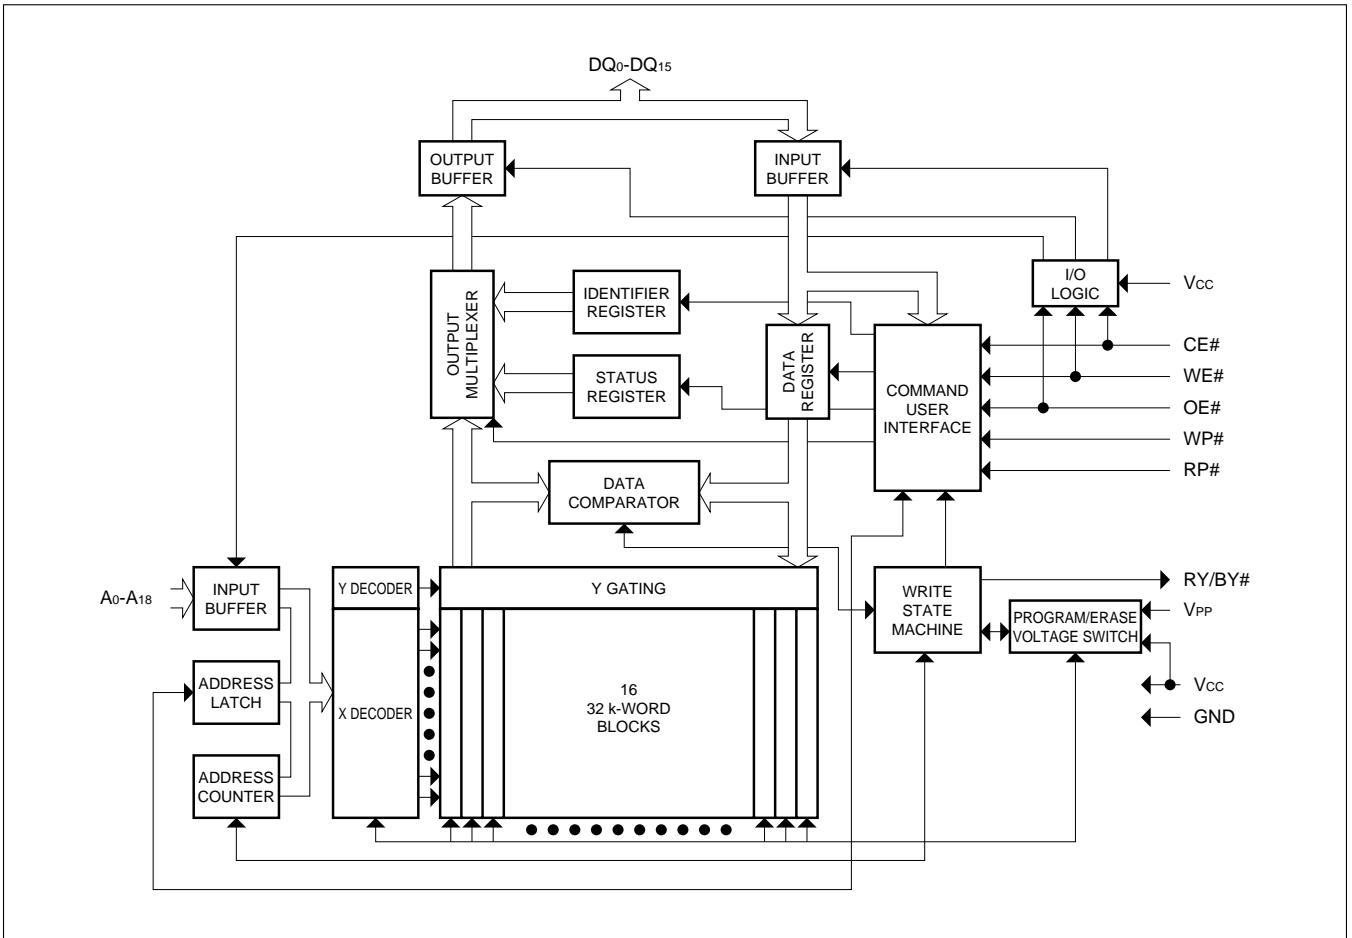 DQ0-DQ15
OUTPUT
BUFFER
INPUT
BUFFER
I/O
LOGIC
VCC
OUTPUT
MULTIPLEXER
IDENTIFIER
REGISTER
STATUS
REGISTER
DATA
REGISTER
COMMAND
USER
INTERFACE
CE#
WE#
OE#
WP#
RP#
DATA
COMPARATOR
A0-A18
INPUT
BUFFER
Y DECODER
Y GATING
WRITE
STATE
MACHINE
RY/BY#
VPP
PROGRAM/ERASE
VOLTAGE SWITCH
VCC
GND
ADDRESS
LATCH
X DECODER
16
32 k-WORD
BLOCKS
ADDRESS
COUNTER